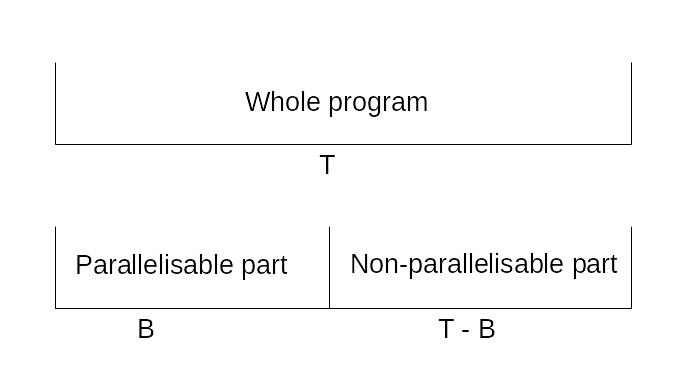 Whole program
T
Parallelisable part
Non-parallelisable part
B
T - B